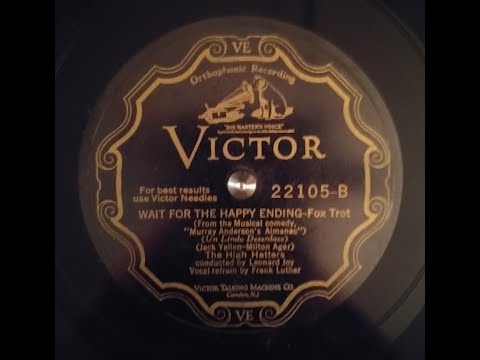 VE
Orthophonic Recording
"HIS MASTER'S VOICE"
VICTOR
For best results
use Victor Needles
22105-B
WAIT FOR THE HAPPY ENDING-Fox Trot
(From the Musical comedy,
"Murray Anderson's Almanac")
(Un Lindo Desenlace)
(Jack Yellen-Milton Ager)
The High Hatters
conducted by Leonard Joy
Vocal refrain by Frank Luther
VICTOR TALKING MACHINE CO.
Camden, N.J.
VE